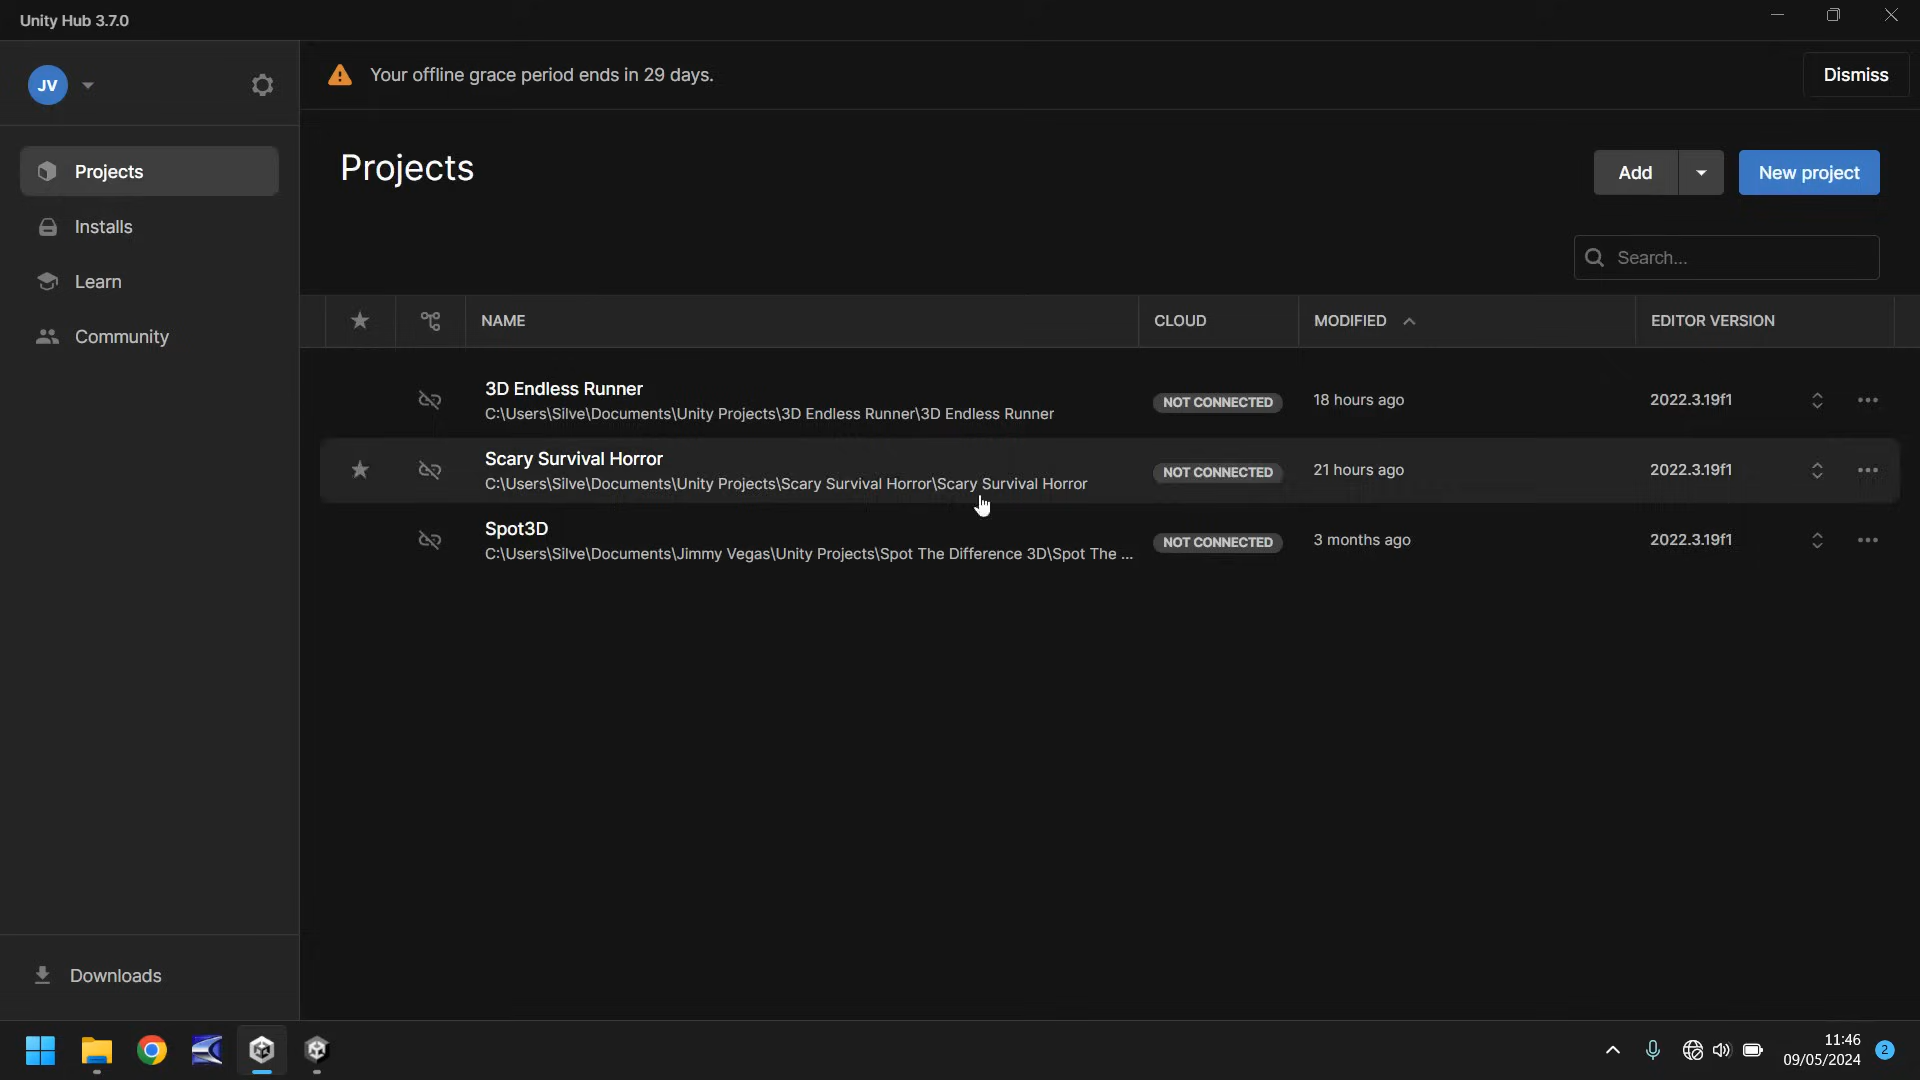 Unity Hub 3.7.0
JV
Your offline grace period ends in 29 days.
Dismiss
Projects
Installs
Learn
Community
Downloads
Projects
Add
New project
Search...
NAME
CLOUD
MODIFIED
EDITOR VERSION
3D Endless Runner
C:\Users\Silve\Documents\Unity Projects\3D Endless Runner\3D Endless Runner
NOT CONNECTED
18 hours ago
2022.3.19f1
Scary Survival Horror
C:\Users\Silve\Documents\Unity Projects\Scary Survival Horror\Scary Survival Horror
NOT CONNECTED
21 hours ago
2022.3.19f1
Spot3D
C:\Users\Silve\Documents\Jimmy Vegas\Unity Projects\Spot The Difference 3D\Spot The ...
NOT CONNECTED
3 months ago
2022.3.19f1
11:46
09/05/2024
2